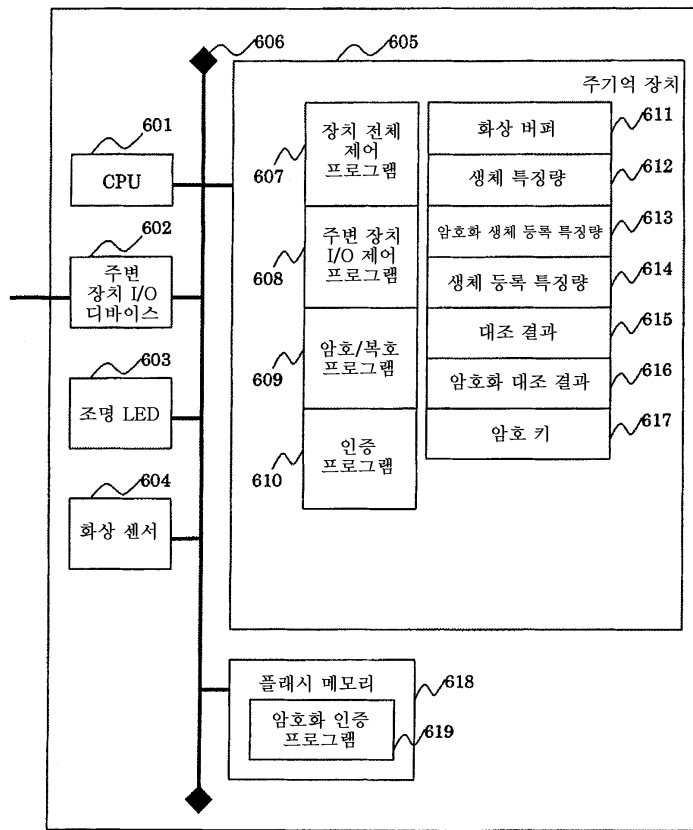 606
605
주기억 장치
601
CPU
602
주변
장치 I/O
디바이스
603
조명 LED
604
화상 센서
607
장치 전체
제어
프로그램
608
주변 장치
I/O 제어
프로그램
609
암호/복호
프로그램
610
인증
프로그램
화상 버퍼
611
생체 특징량
612
암호화 생체 등록 특징량
613
생체 등록 특징량
614
대조 결과
615
암호화 대조 결과
616
암호 키
617
플래시 메모리
618
암호화 인증
프로그램
619